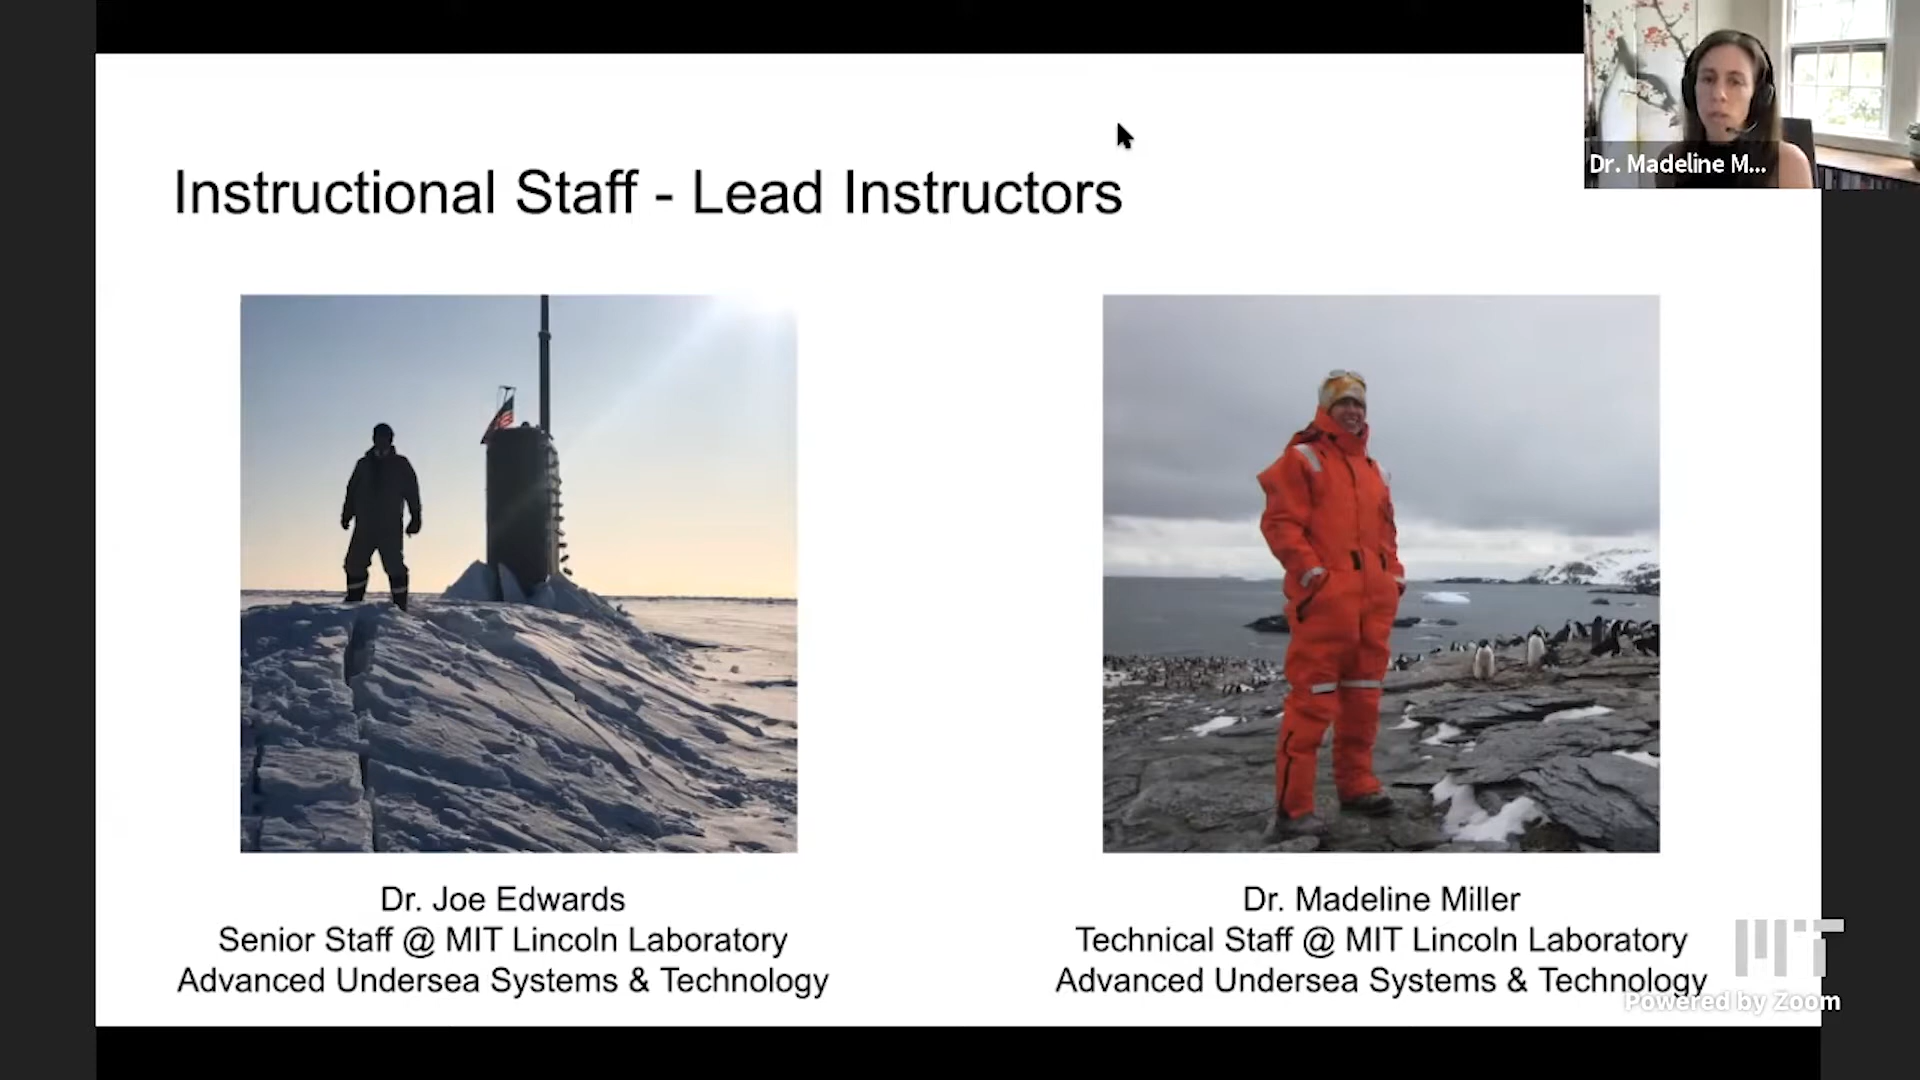 Dr. Madeline M...
Instructional Staff - Lead Instructors
Dr. Joe Edwards
Senior Staff @ MIT Lincoln Laboratory
Advanced Undersea Systems & Technology
Dr. Madeline Miller
Technical Staff @ MIT Lincoln Laboratory
Advanced Undersea Systems & Technology
MIT
Powered by Zoom